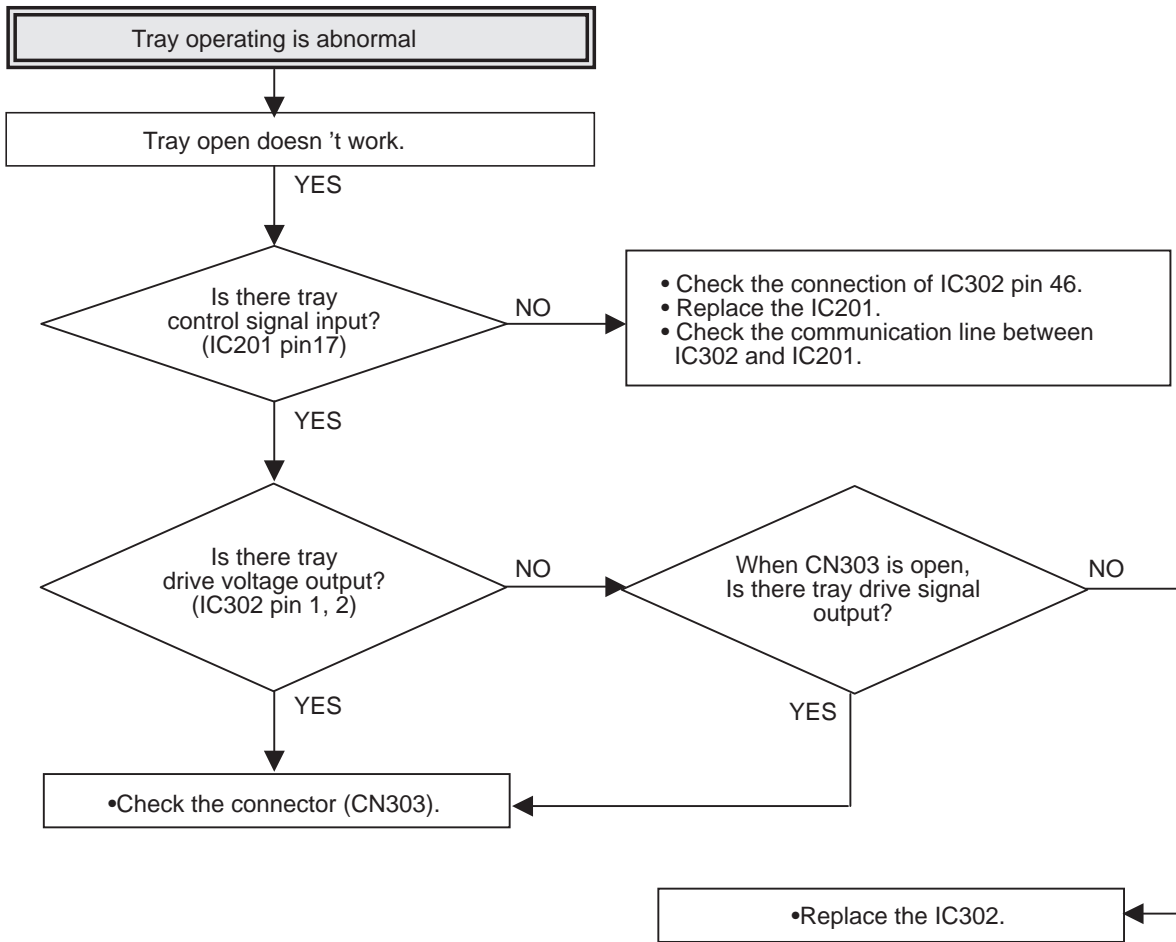 Tray operating is abnormal
Tray open doesn 't work.
YES
Is there tray
control signal input?
(IC201 pin17)
NO
• Check the connection of IC302 pin 46.
• Replace the IC201.
• Check the communication line between
IC302 and IC201.
YES
Is there tray
drive voltage output?
(IC302 pin 1, 2)
NO
When CN303 is open,
Is there tray drive signal
output?
NO
YES
YES
•Check the connector (CN303).
•Replace the IC302.